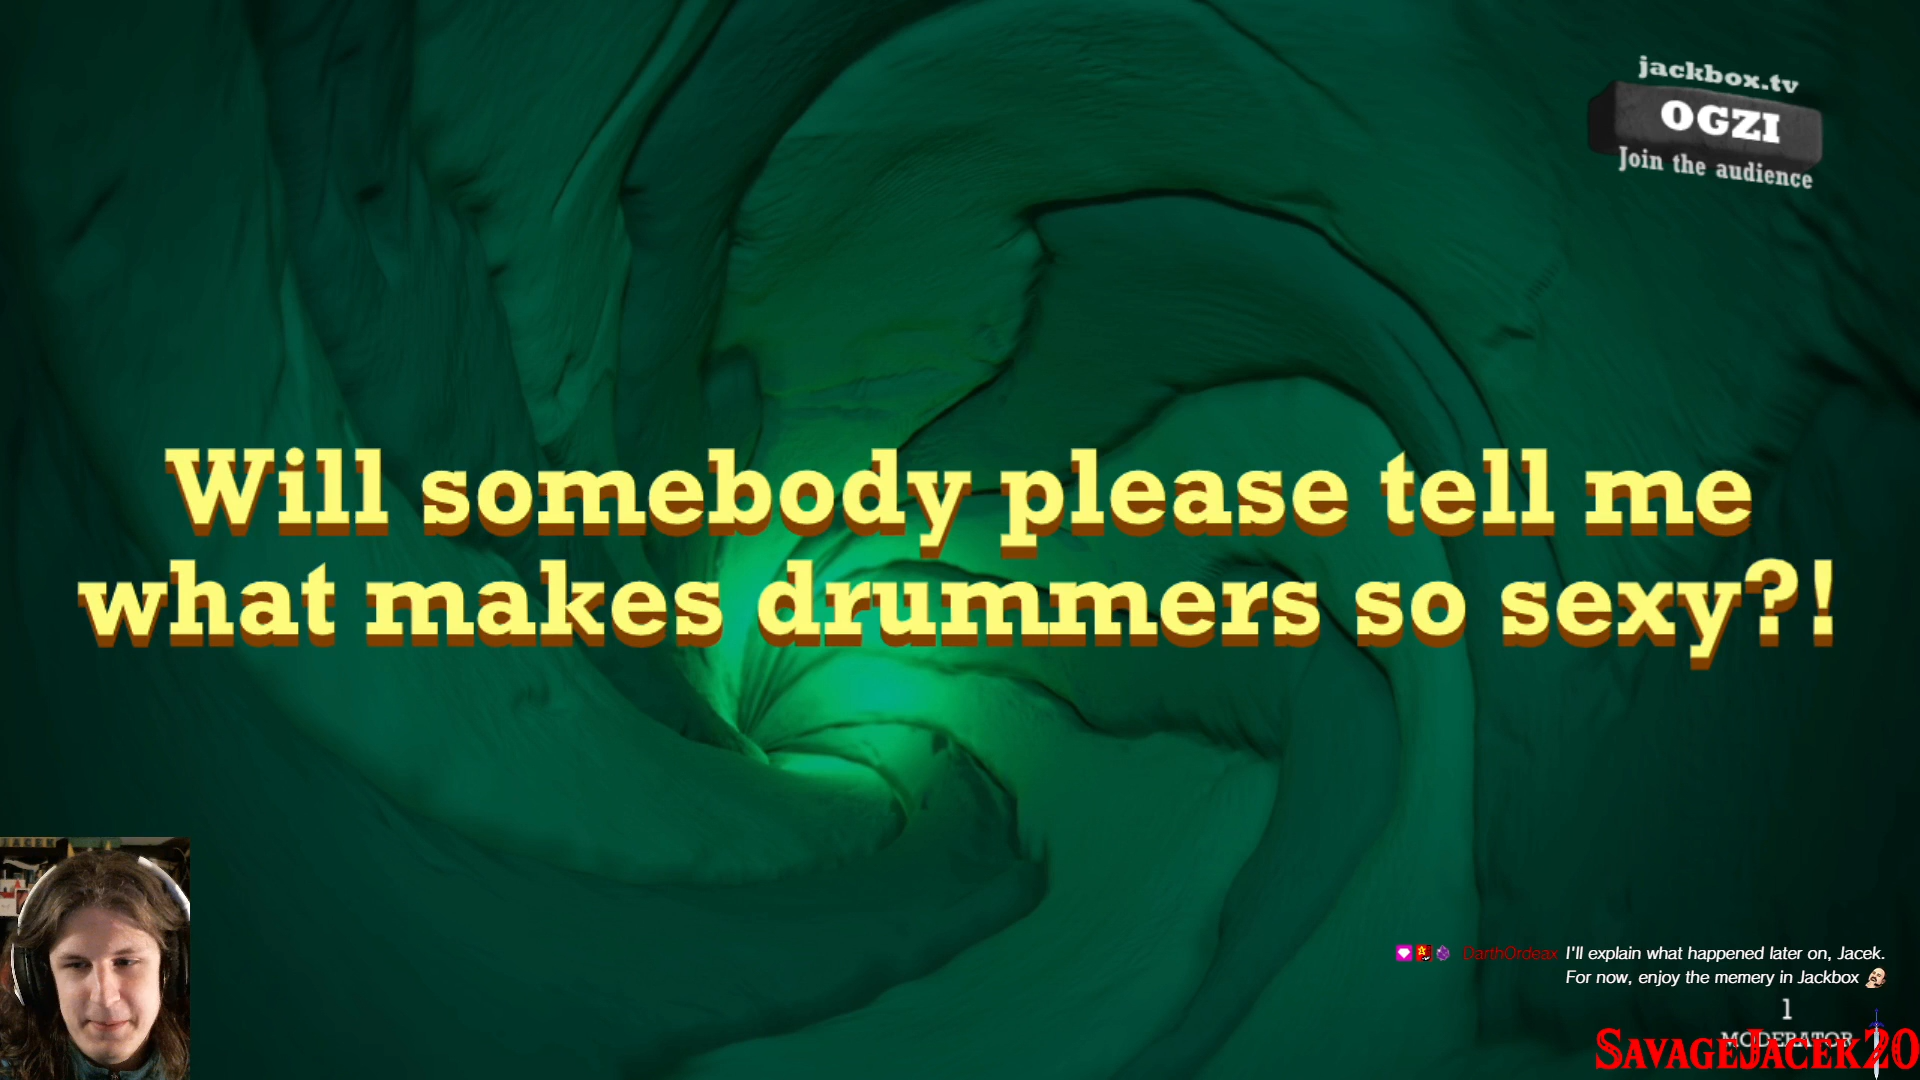 jackbox.tv
OGZI
Join the audience
Will somebody please tell me
what makes drummers so sexy?!
DarthOrdeax I'll explain what happened later on, Jacek.
For now, enjoy the memery in Jackbox
1
MODERATOR
SAVAGEJACEK20